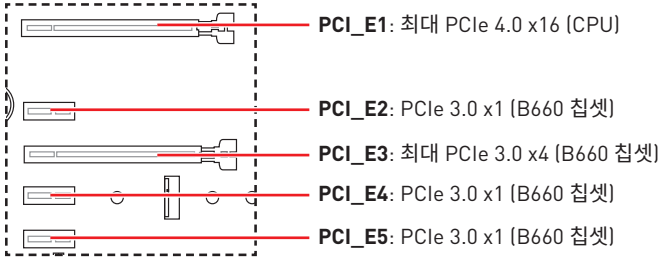 PCI_E1: 최대 PCIe 4.0 x16 (CPU)
PCI_E2: PCIe 3.0 x1 (B660 칩셋)
PCI_E3: 최대 PCIe 3.0 x4 (B660 칩셋)
PCI_E4: PCIe 3.0 x1 (B660 칩셋)
PCI_E5: PCIe 3.0 x1 (B660 칩셋)